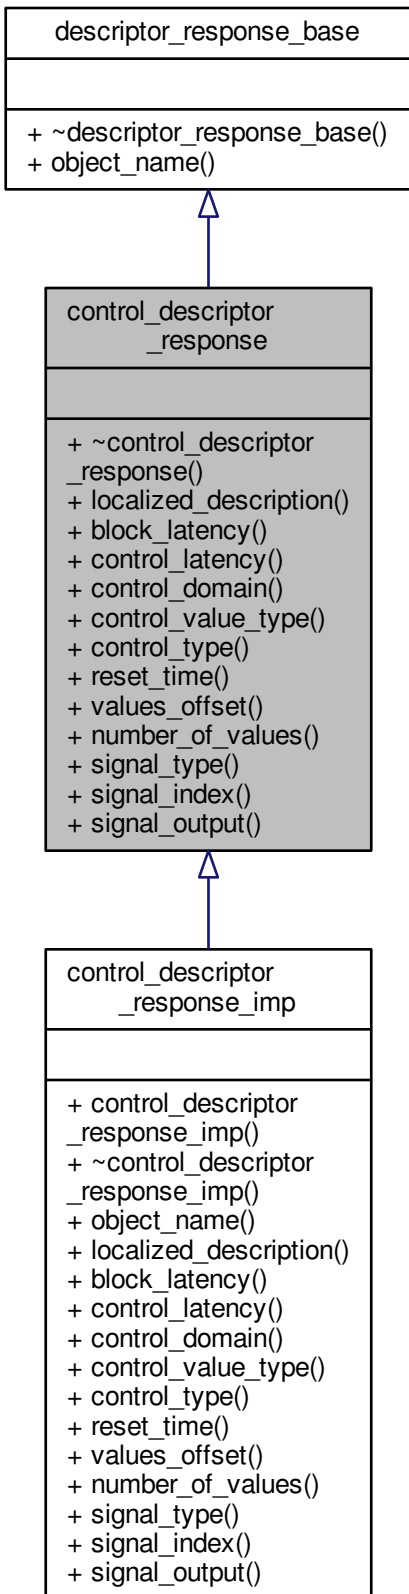 descriptor_response_base
+ ~descriptor_response_base()
+ object_name()
control_descriptor
_response
+ ~control_descriptor
_response()
+ localized_description()
+ block_latency()
+ control_latency()
+ control_domain()
+ control_value_type()
+ control_type()
+ reset_time()
+ values_offset()
+ number_of_values()
+ signal_type()
+ signal_index()
+ signal_output()
control_descriptor
_response_imp
+ control_descriptor
_response_imp()
+ ~control_descriptor
_response_imp()
+ object_name()
+ localized_description()
+ block_latency()
+ control_latency()
+ control_domain()
+ control_value_type()
+ control_type()
+ reset_time()
+ values_offset()
+ number_of_values()
+ signal_type()
+ signal_index()
+ signal_output()